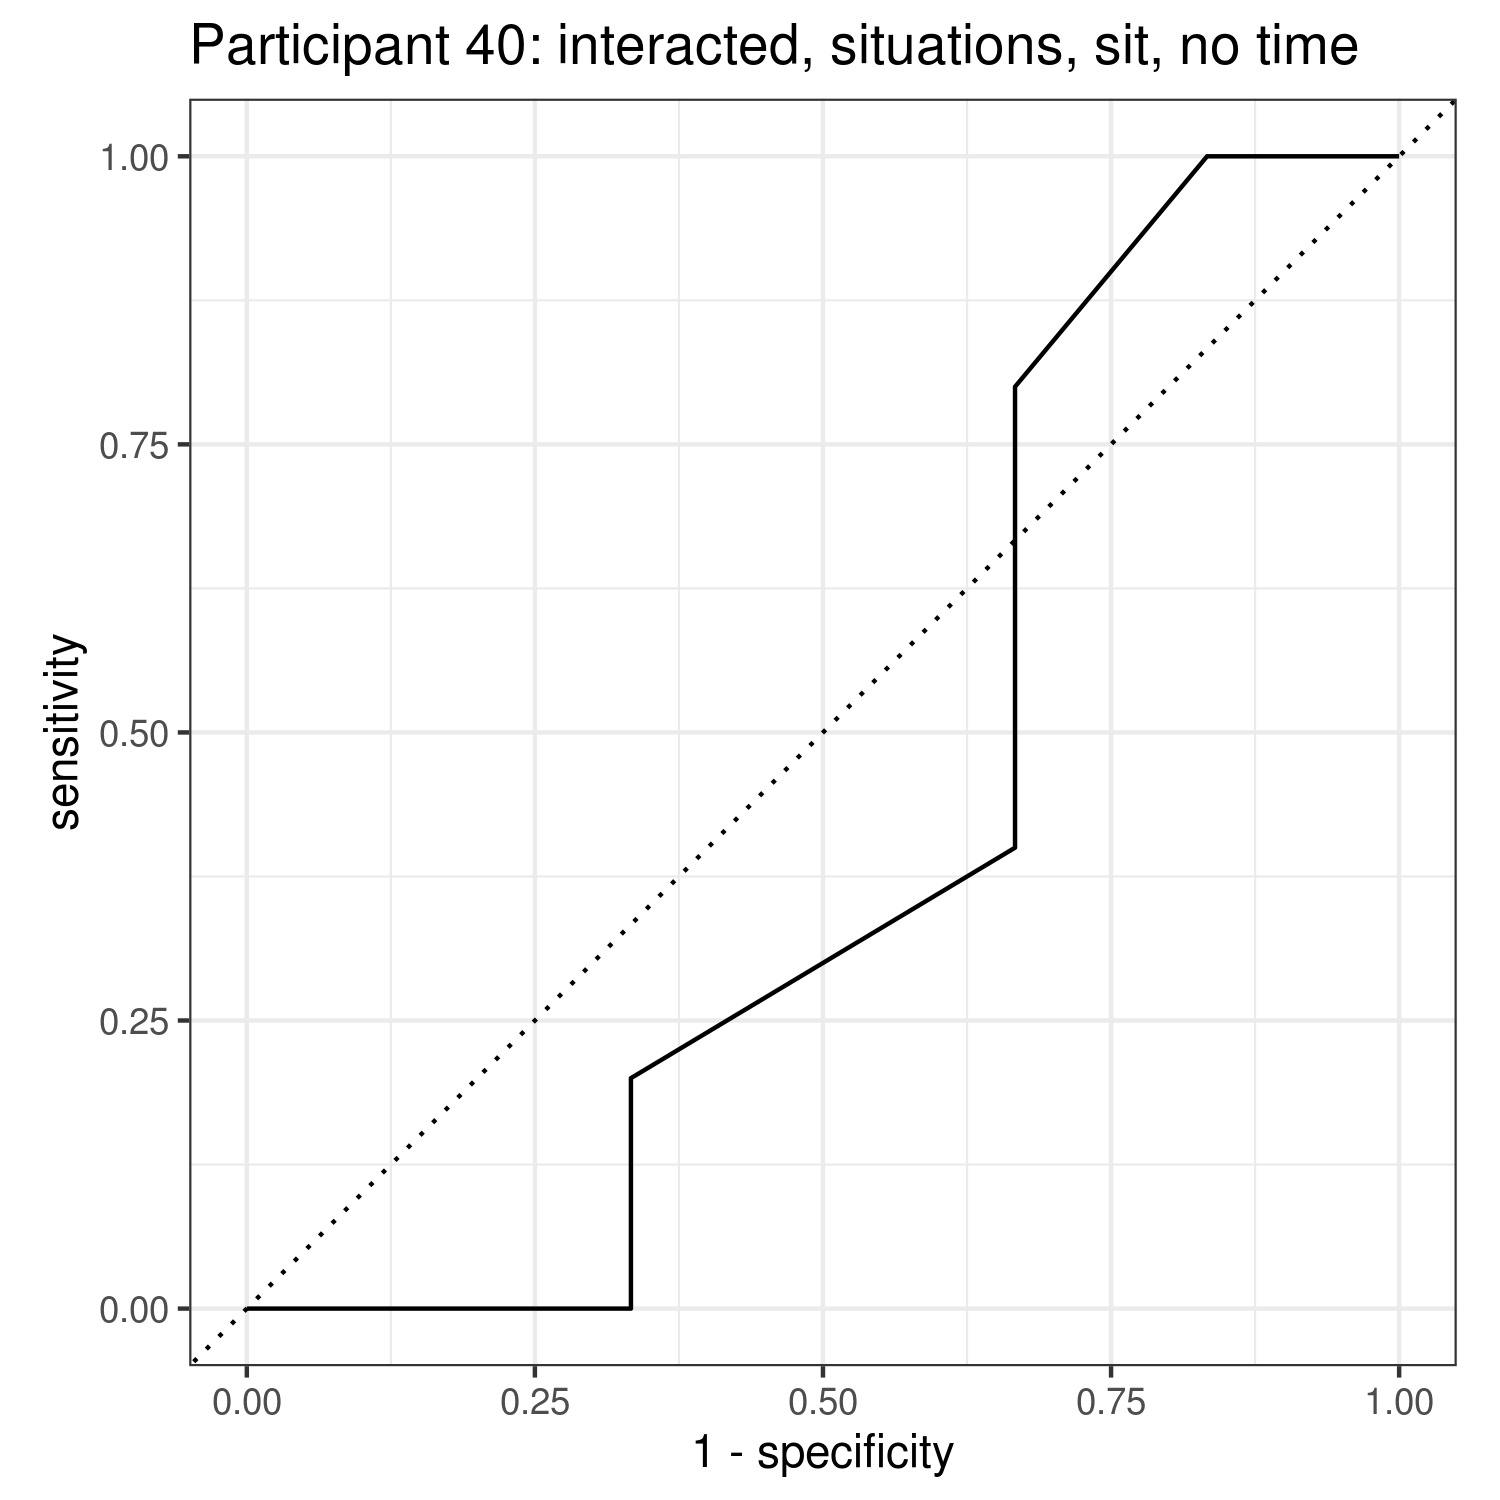 Participant 40: interacted, situations, sit, no time
1.00
0.75
0.50
0.25
0.00
sensitivity
0.00 0.25 0.50 0.75 1.00
1 - specificity